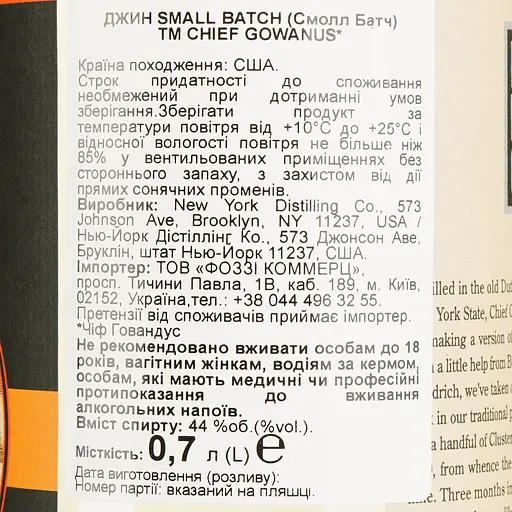 ДЖИН SMALL BATCH (Смолл Батч)
TM CHIEF GOWANUS*
Країна походження: США.
Строк придатності до споживання
необмежений при дотриманні умов
зберігання.Зберігати продукт за
температури повітря від +10°С до +25°С і
відносної вологості повітря не більше ніж
85% у вентильованих приміщеннях без
стороннього запаху, з захистом від дії
прямих сонячних променів.
Виробник: New York Distilling Co., 573
Johnson Ave, Brooklyn, NY 11237, USA /
Нью-Йорк Дістіллінг Ко., 573 Джонсон Аве,
Бруклін, штат Нью-Йорк 11237, США.
Імпортер: ТОВ «ФОЗЗІ КОММЕРЦ»,
просп. Тичини Павла, 1В, каб. 189, м. Київ,
02152, Україна,тел.: +38 044 496 32 55.
Претензії від споживачів приймає імпортер.
*Чіф Говандус
Не рекомендовано вживати особам до 18
років, вагітним жінкам, водіям за кермом,
особам, які мають медичні чи професійні
протипоказання до вживання
алкогольних напоїв.
Вміст спирту: 44 %об.(%vol.).
Місткість: 0,7 л (L) e
Дата виготовлення (розливу):
Номер партії: вказаний на пляшці.
illed in the old Du
York State, Chief G
making a version of
a little help from B
drich, we've taken
in our traditional
a handful of Cluster
, from whence the
Three months in